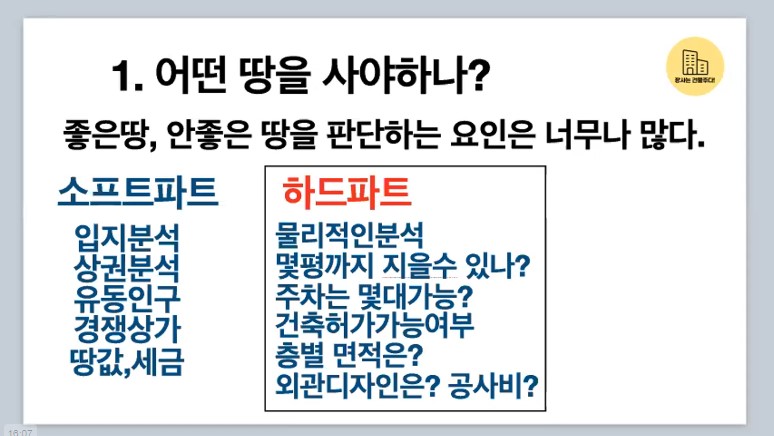 1. 어떤 땅을 사야하나?
좋은땅, 안좋은 땅을 판단하는 요인은 너무나 많다.
소프트파트
입지분석
상권분석
유동인구
경쟁상가
땅값,세금
하드파트
물리적인분석
몇평까지 지을수 있나?
주차는 몇대가능?
건축허가가능여부
층별 면적은?
외관디자인은? 공사비?
16:07